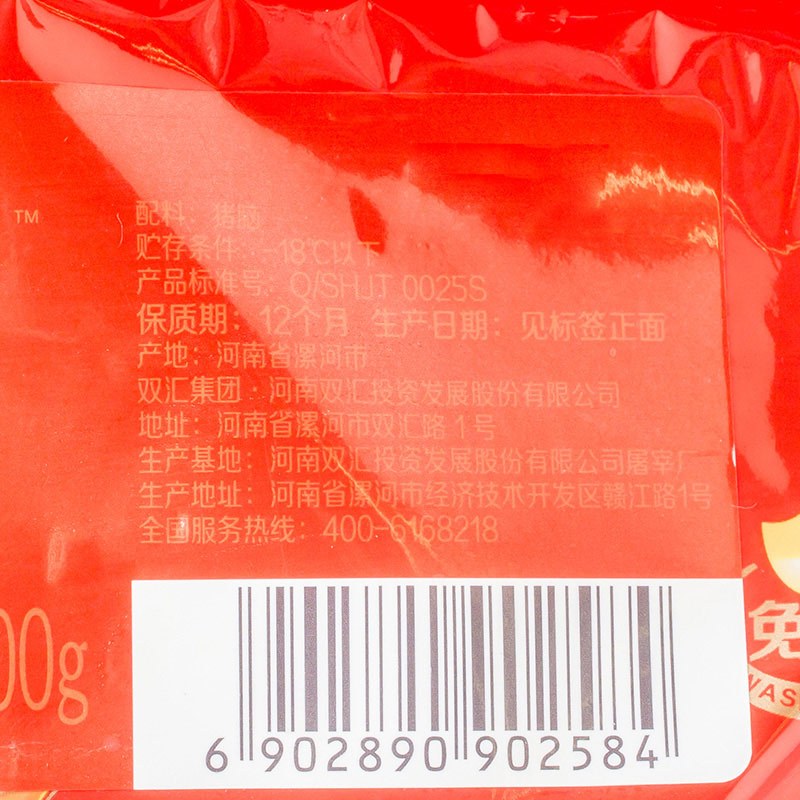 TM
配料：猪
贮存条件：-18℃以下
产品标准号：Q/SHJT 0025S
保质期：12个月 生产日期：见标签正面
产地：河南省漯河市
双汇集团·河南双汇投资发展股份有限公司
地址：河南省漯河市双汇路1号
生产基地：河南双汇投资发展股份有限公司屠宰厂
生产地址：河南省漯河市经济技术开发区赣江路1号
全国服务热线：400-6168218
00g
免
WAS
6 902890 902584